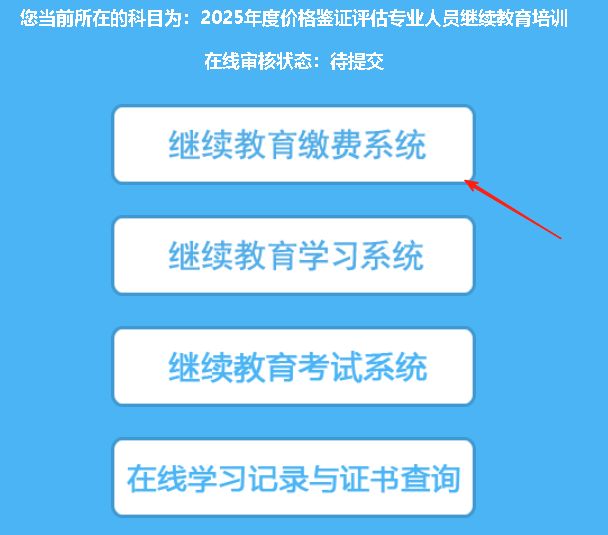 您当前所在的科目为：2025年度价格鉴证评估专业人员继续教育培训
在线审核状态：待提交
继续教育缴费系统
继续教育学习系统
继续教育考试系统
在线学习记录与证书查询